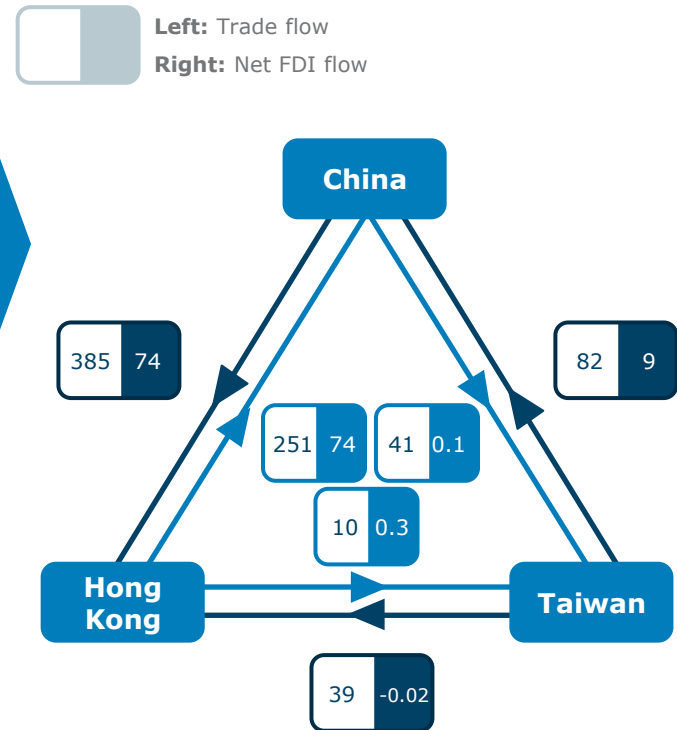 Left: Trade flow
Right: Net FDI flow
China
385 74
82 9
251 74
41 0.1
10 0.3
Hong
Kong
Taiwan
39 -0.02